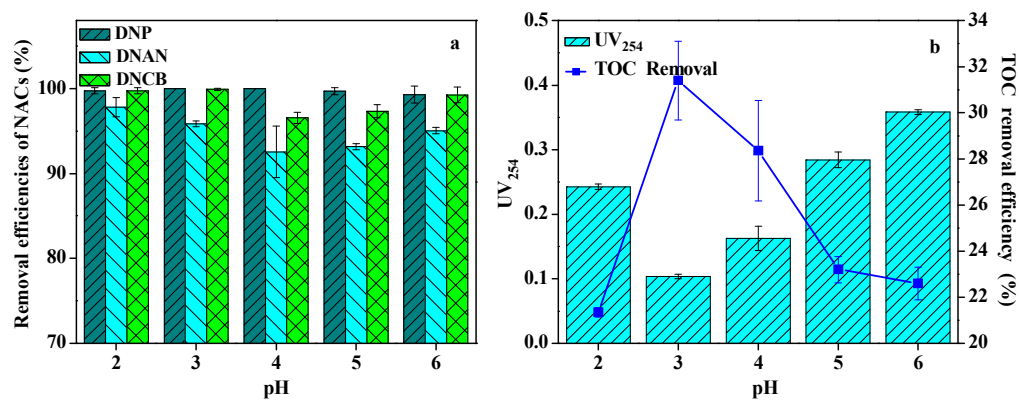 DNP
DNAN
DNCB
a
Removal efficiencies of NACs (%)
100
90
80
70
2 3 4 5 6
pH
UV254
TOC Removal
b
UV254
0.5
0.4
0.3
0.2
0.1
0.0
2 3 4 5 6
pH
34
32
30
28
26
24
22
20
TOC removal efficiency (%)